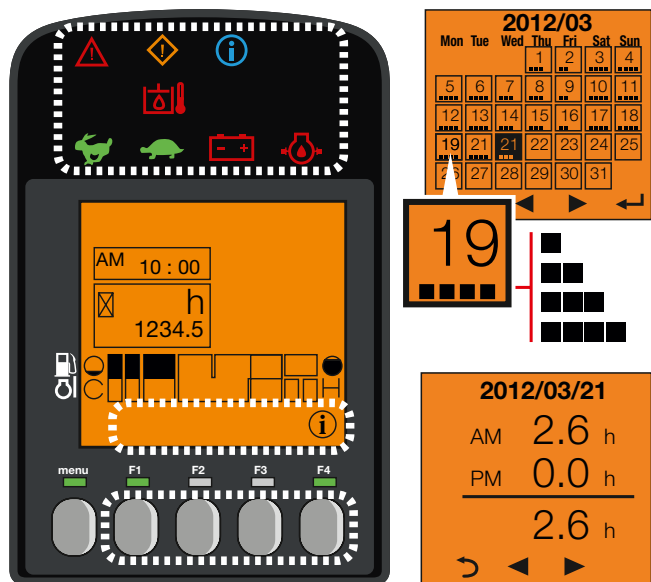 AM 10 : 00
h
1234.5
C H
i
menu F1 F2 F3 F4
2012/03
Mon Tue Wed Thu Fri Sat Sun
1 2 3 4
5 6 7 8 9 10 11
12 13 14 15 16 17 18
19 21 21 22 23 24 25
26 27 28 29 30 31
19
2012/03/21
AM 2.6 h
PM 0.0 h
2.6 h